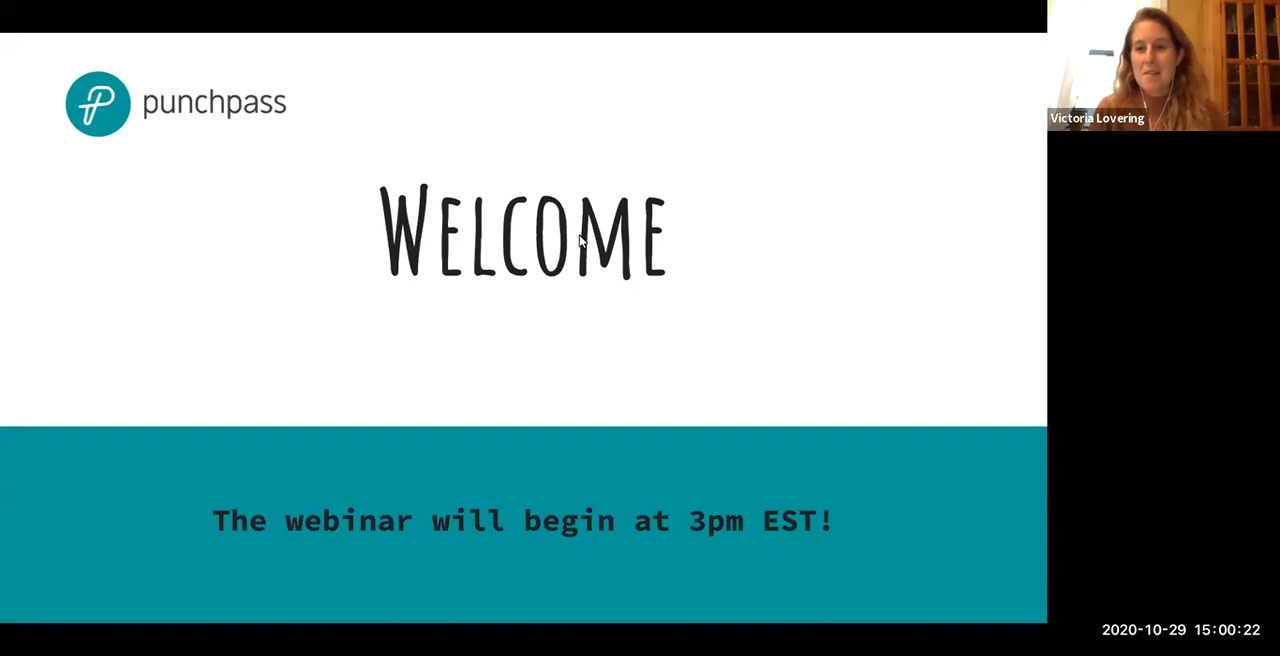 punchpass
Victoria Lovering
WELCOME
The webinar will begin at 3pm EST!
2020-10-29 15:00:22